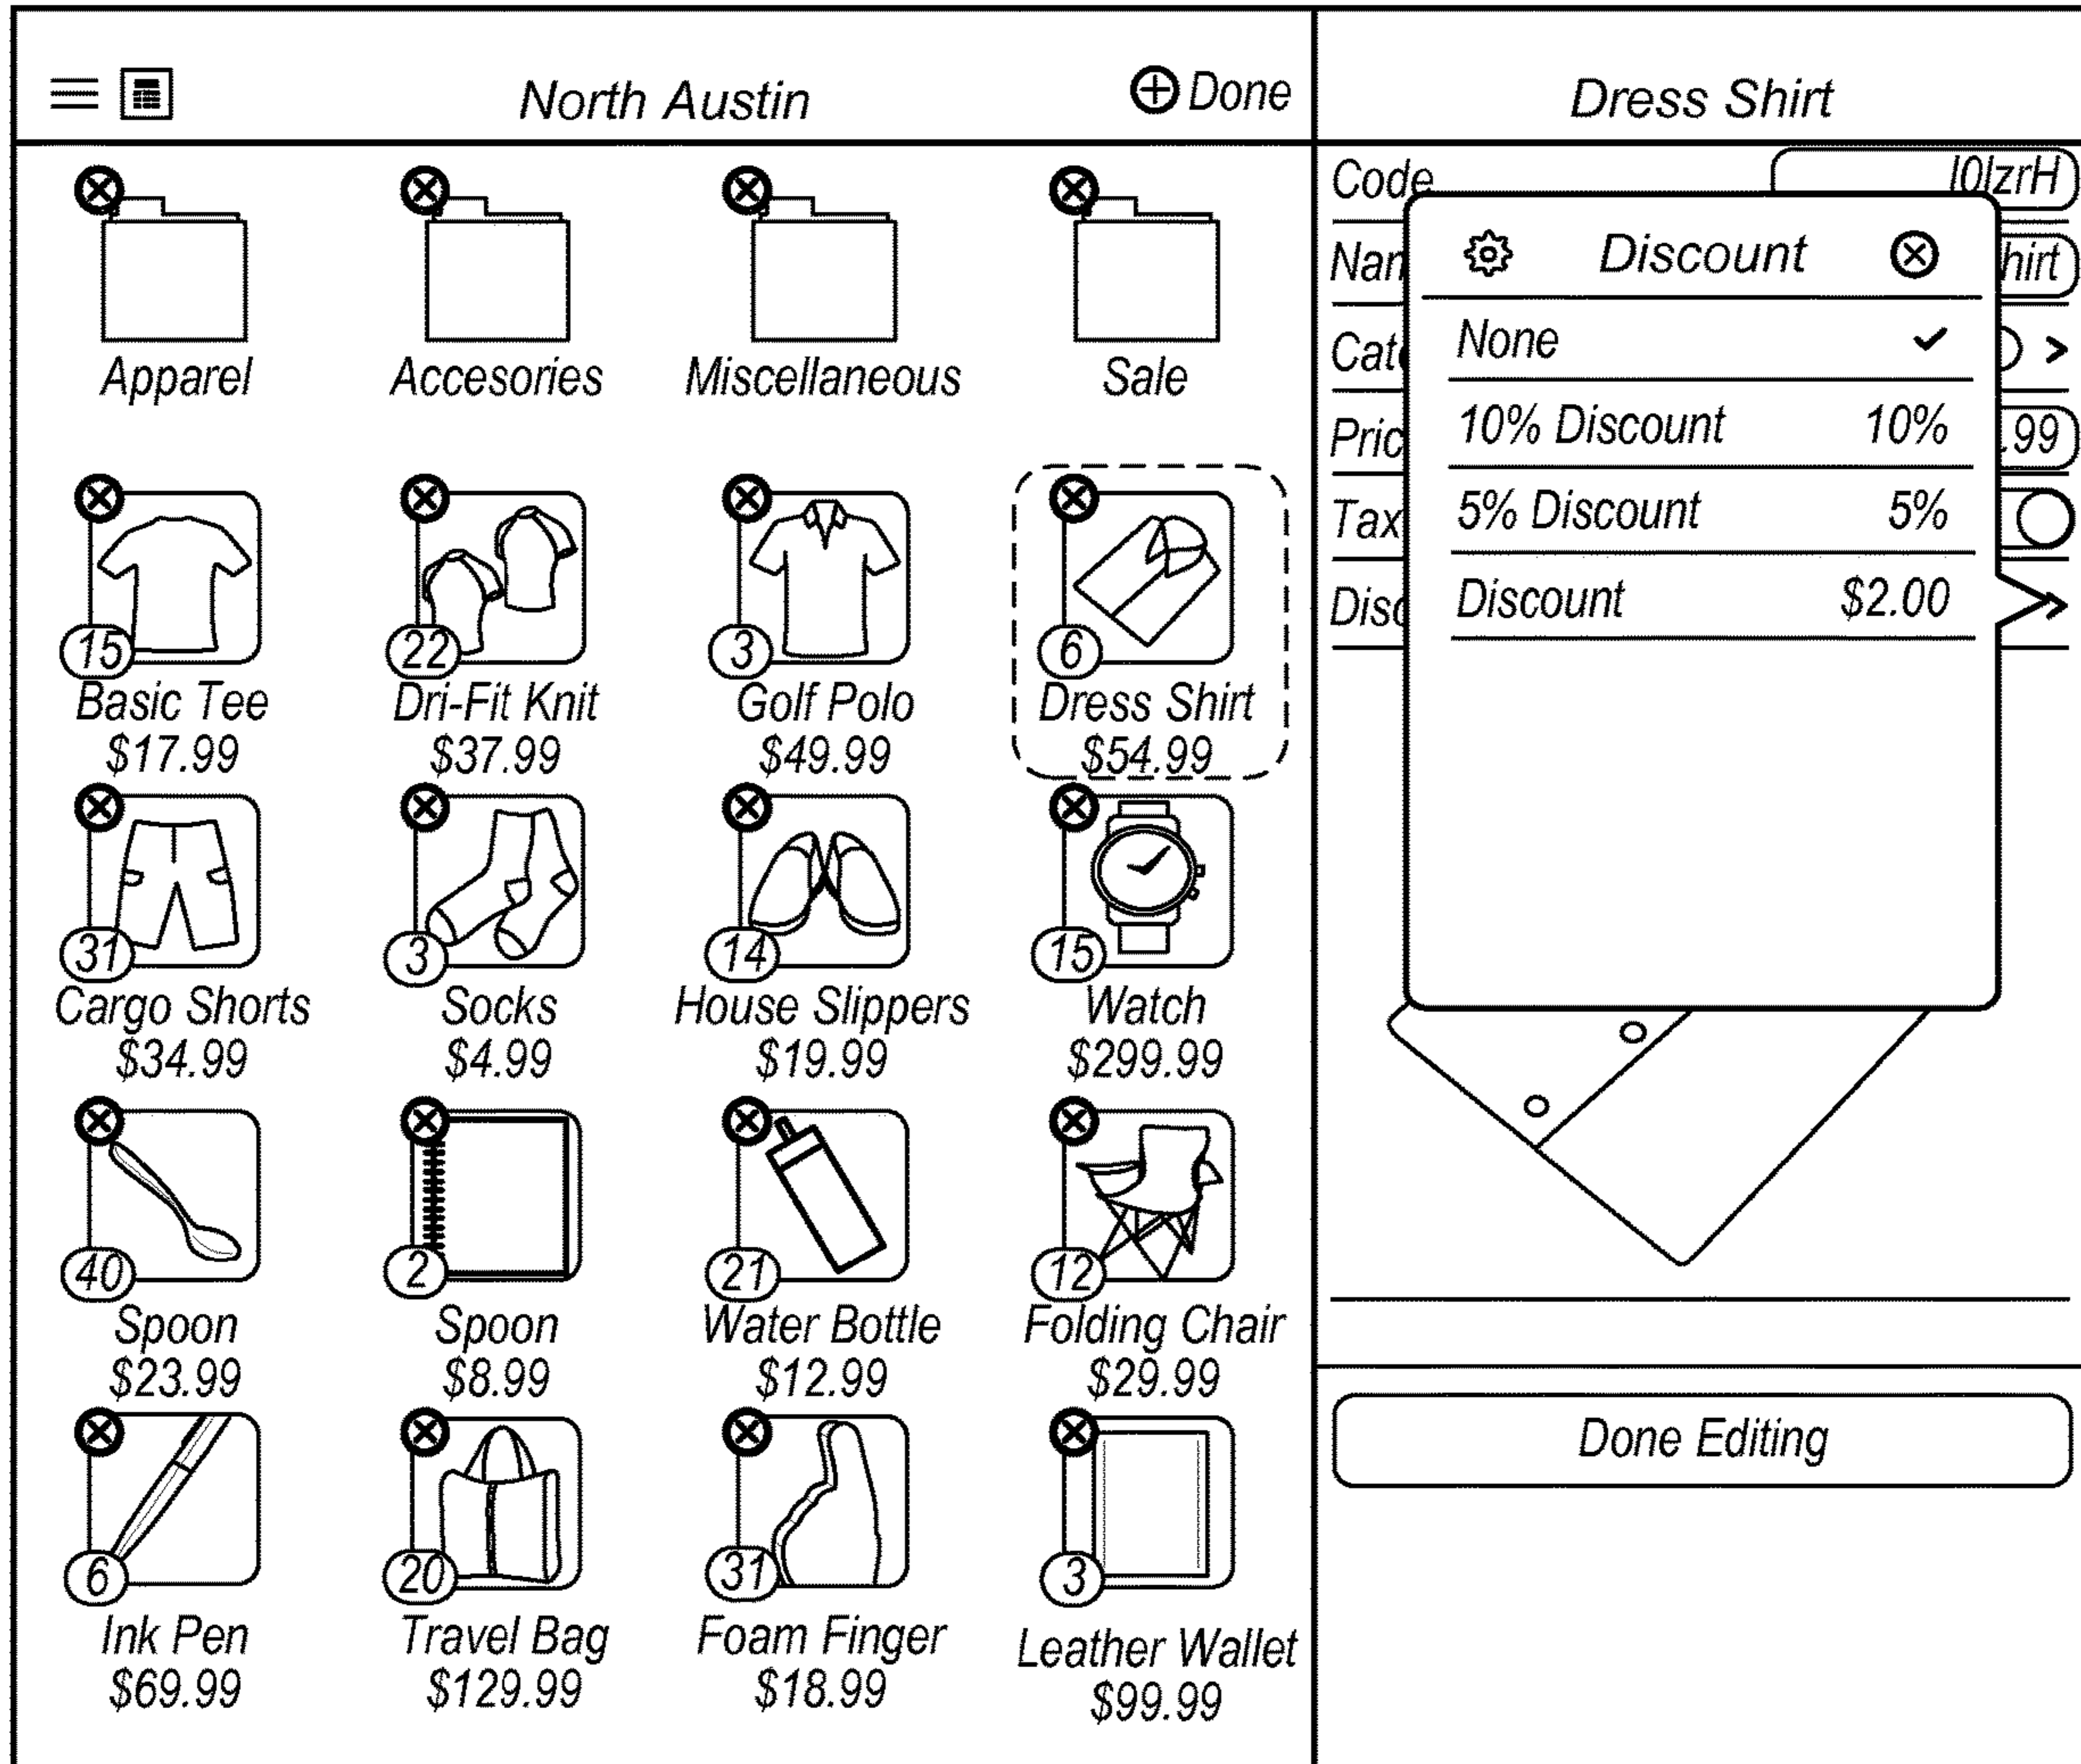 North Austin
Done
Apparel
Accesories
Miscellaneous
Sale
15
22
3
6
Basic Tee
Dri-Fit Knit
Golf Polo
Dress Shirt
$17.99
$37.99
$49.99
$54.99
31
3
14
15
Cargo Shorts
Socks
House Slippers
Watch
$34.99
$4.99
$19.99
$299.99
40
2
21
12
Spoon
Spoon
Water Bottle
Folding Chair
$23.99
$8.99
$12.99
$29.99
6
20
31
3
Ink Pen
Travel Bag
Foam Finger
Leather Wallet
$69.99
$129.99
$18.99
$99.99
Dress Shirt
Code
Nam
hirt
Cate
Pric
.99
Tax
Disc
Discount
None
10% Discount 10%
5% Discount 5%
Discount $2.00
Done Editing